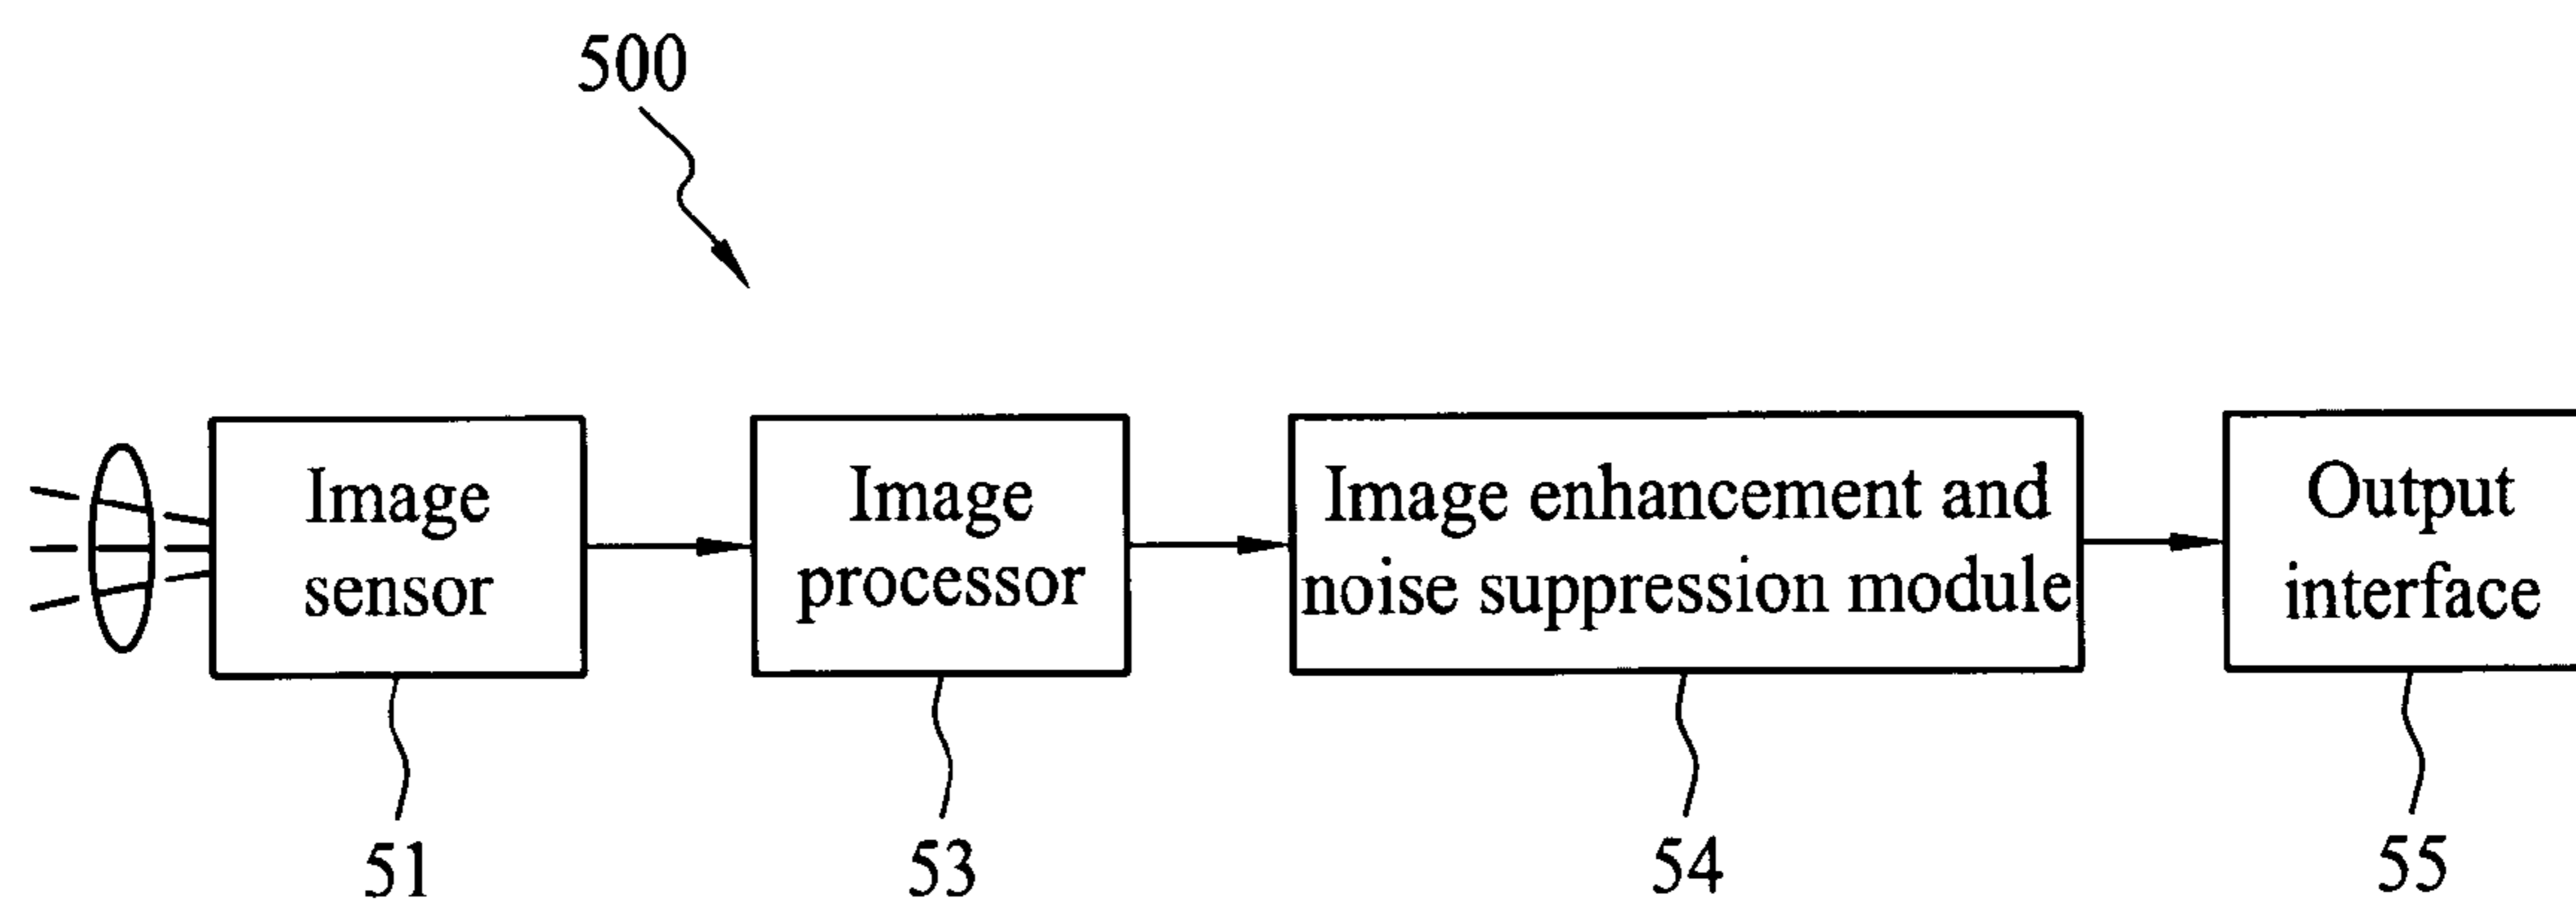 500
Image
sensor
Image
processor
Image enhancement and
noise suppression module
Output
interface
51
53
54
55